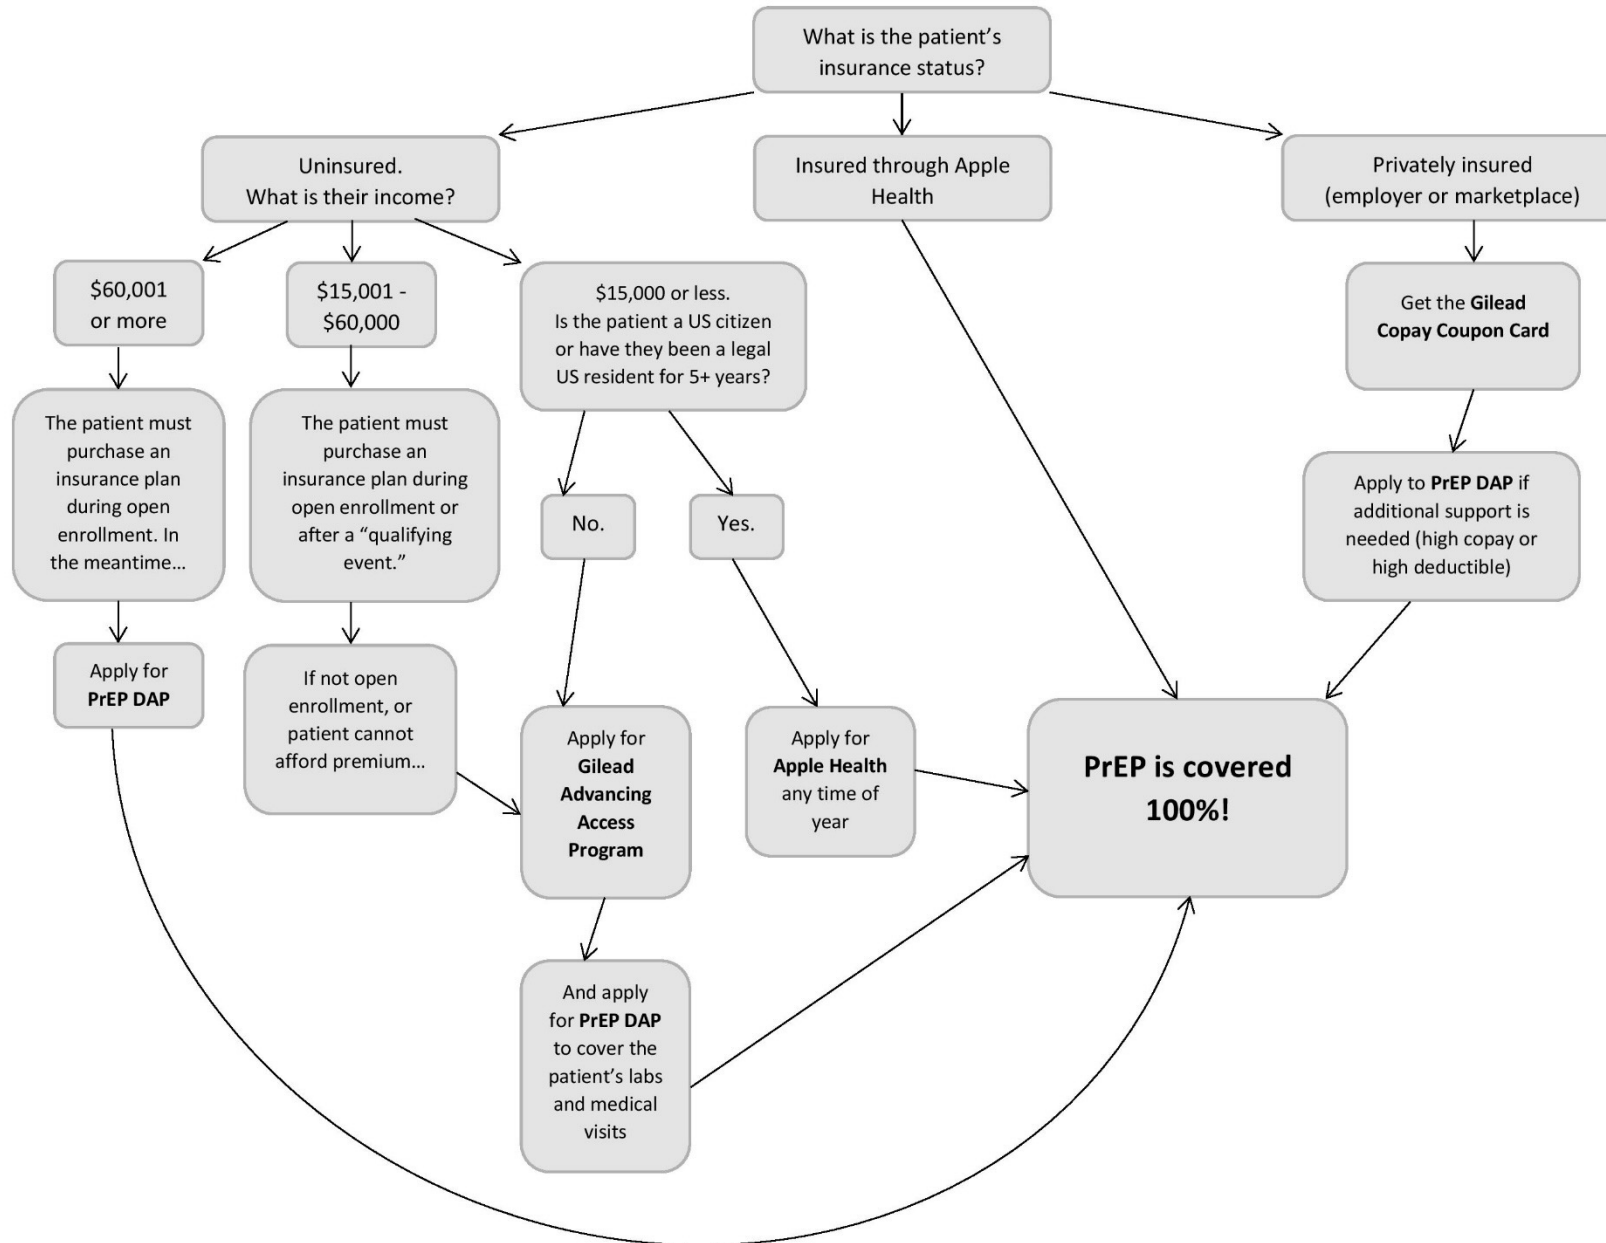 What is the patient’s
insurance status?
Uninsured.
What is their income?
Insured through Apple
Health
Privately insured
(employer or marketplace)
$60,001
or more
$15,001 -
$60,000
$15,000 or less.
Is the patient a US citizen
or have they been a legal
US resident for 5+ years?
Get the Gilead
Copay Coupon Card
The patient must
purchase an
insurance plan
during open
enrollment. In
the meantime…
The patient must
purchase an
insurance plan during
open enrollment or
after a “qualifying
event.”
No.
Yes.
Apply to PrEP DAP if
additional support is
needed (high copay or
high deductible)
Apply for
PrEP DAP
If not open
enrollment, or
patient cannot
afford premium…
Apply for
Gilead
Advancing
Access
Program
Apply for
Apple Health
any time of
year
PrEP is covered
100%!
And apply
for PrEP DAP
to cover the
patient’s labs
and medical
visits